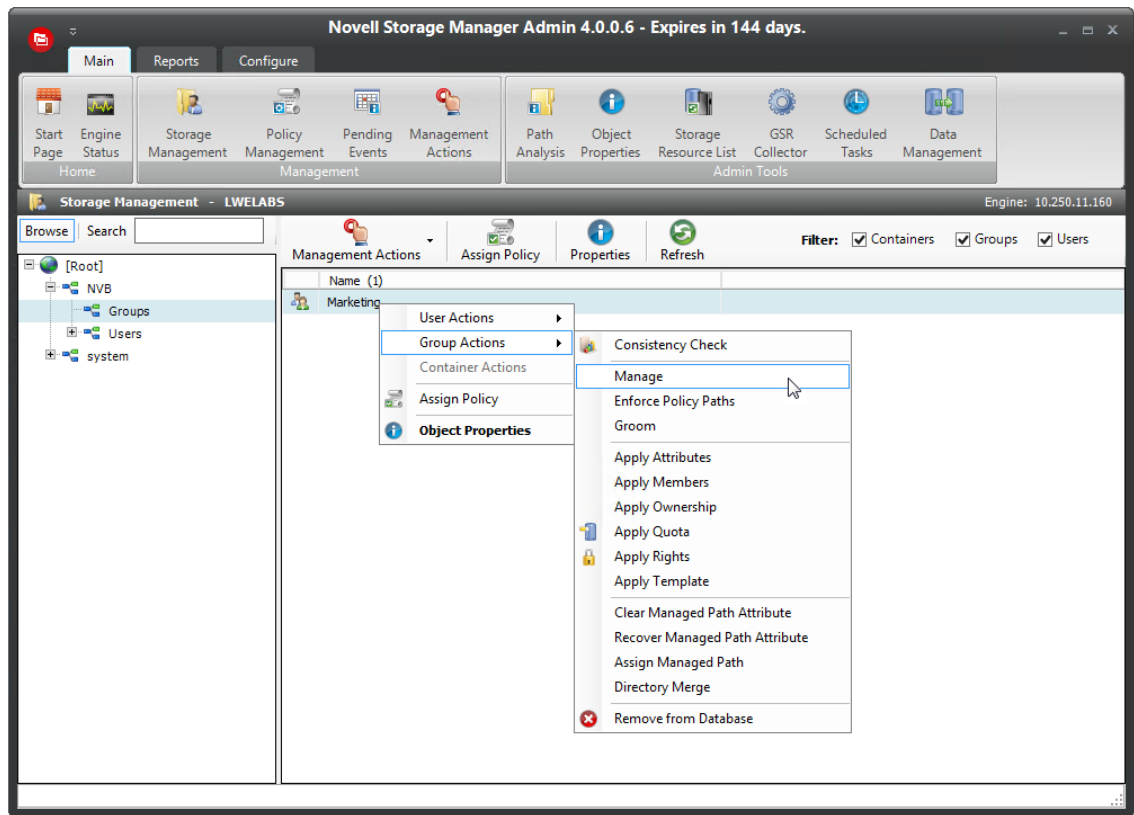 Novell Storage Manager Admin 4.0.0.6 - Expires in 144 days.
Main Reports Configure
Start Page
Engine Status
Storage Management
Policy Management
Pending Events
Management Actions
Path Analysis
Object Properties
Storage Resource List
GSR Collector
Scheduled Tasks
Data Management
Home Management Admin Tools
Storage Management - LWELABS Engine: 10.250.11.160
Browse Search
Management Actions Assign Policy Properties Refresh Filter: Containers Groups Users
[Root]
NVB
Groups
Users
system
Name (1)
Marketing
User Actions
Group Actions
Container Actions
Assign Policy
Object Properties
Consistency Check
Manage
Enforce Policy Paths
Groom
Apply Attributes
Apply Members
Apply Ownership
Apply Quota
Apply Rights
Apply Template
Clear Managed Path Attribute
Recover Managed Path Attribute
Assign Managed Path
Directory Merge
Remove from Database